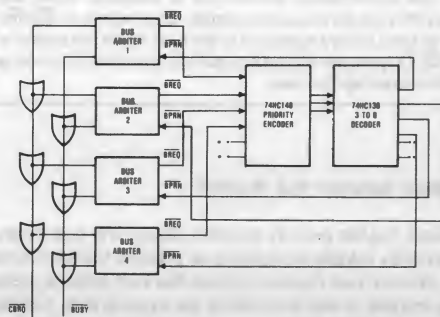 BREQ
BUS
ARBITER
1
BPRN
BREQ
BUS
ARBITER
2
BPRN
74HC148
PRIORITY
ENCODER
74HC138
3 TO 8
DECODER
BREQ
BUS
ARBITER
3
BPRN
BREQ
BUS
ARBITER
4
BPRN
CBRQ
BUSY